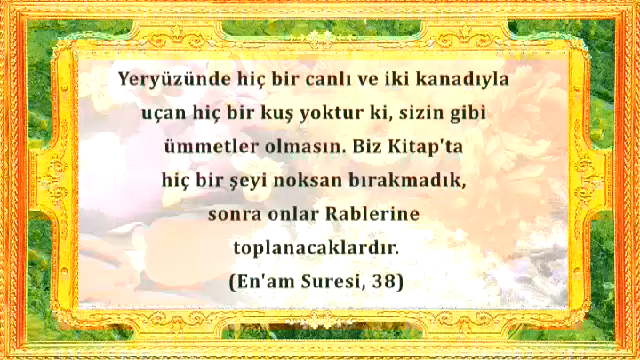 Yeryüzünde hiç bir canlı ve iki kanadıyla
uçan hiç bir kuş yoktur ki, sizin gibi
ümmetler olmasın. Biz Kitap'ta
hiç bir şeyi noksan bırakmadık,
sonra onlar Rablerine
toplanacaklardır.
(En'am Suresi, 38)